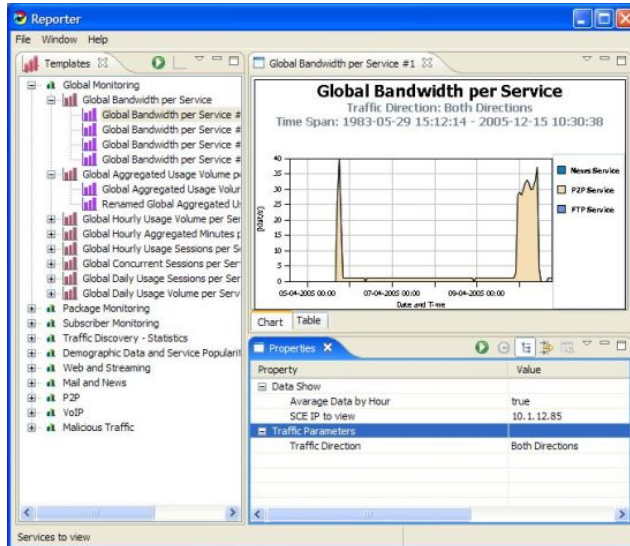 Reporter
File Window Help
Templates
Global Monitoring
Global Bandwidth per Service
Global Bandwidth per Service #
Global Bandwidth per Service #
Global Bandwidth per Service #
Global Bandwidth per Service #
Global Aggregated Usage Volume p
Global Aggregated Usage Volur
Renamed Global Aggregated U
Global Hourly Usage Volume per Ser
Global Hourly Aggregated Minutes p
Global Hourly Usage Sessions per S
Global Concurrent Sessions per Ser
Global Daily Usage Sessions per Ser
Global Daily Usage Volume per Serv
Package Monitoring
Subscriber Monitoring
Traffic Discovery - Statistics
Demographic Data and Service Popularit
Web and Streaming
Mail and News
P2P
VoIP
Malicious Traffic
Global Bandwidth per Service #1
Global Bandwidth per Service
Traffic Direction: Both Directions
Time Span: 1983-05-29 15:12:14 - 2005-12-15 10:30:38
40
35
30
25
20
15
10
5
0
05-04-2005 00:00 07-04-2005 00:00 09-04-2005 00:00
Date and Time
News Service
P2P Service
FTP Service
Chart Table
Properties
Property Value
Data Show
Avarage Data by Hour true
SCE IP to view 10.1.12.85
Traffic Parameters
Traffic Direction Both Directions
Services to view